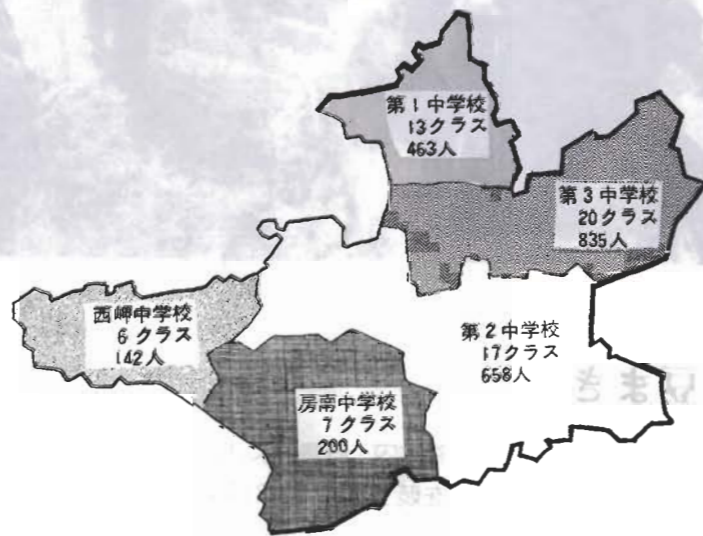 第1中学校
13クラス
463人
第3中学校
20クラス
835人
西岬中学校
6クラス
142人
第2中学校
17クラス
658人
房南中学校
7クラス
200人